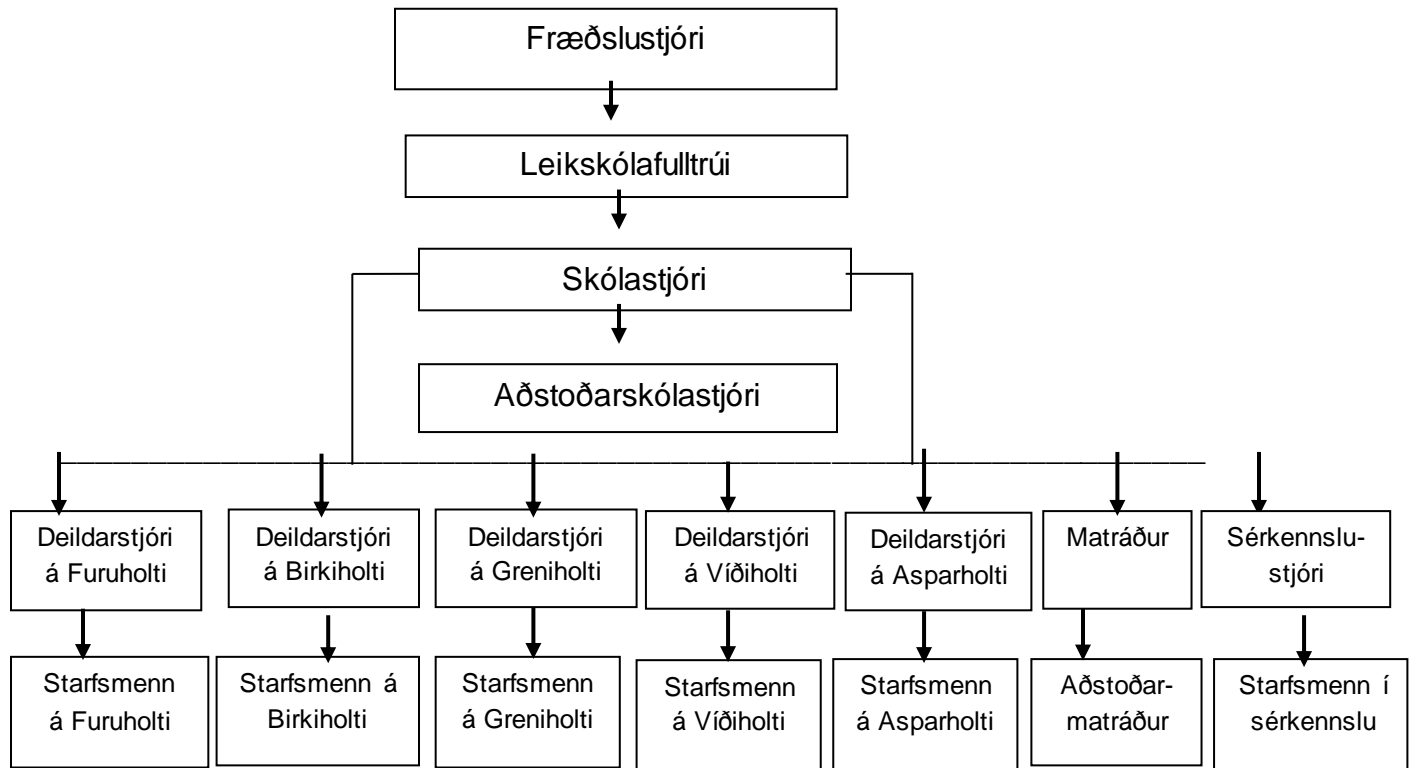 Fræðslustjóri
Leikskólafulltrúi
Skólastjóri
Aðstoðarskólastjóri
Deildarstjóri
á Furuholti
Deildarstjóri
á Birkiholti
Deildarstjóri
á Greniholti
Deildarstjóri
á Víðiholti
Deildarstjóri
á Asparholti
Matráður
Sérkennslu-
stjóri
Starfsmenn
á Furuholti
Starfsmenn á
Birkiholti
Starfsmenn
á Greniholti
Starfsmenn
á Víðiholti
Starfsmenn
á Asparholti
Aðstoðar-
matráður
Starfsmenn í
sérkennslu